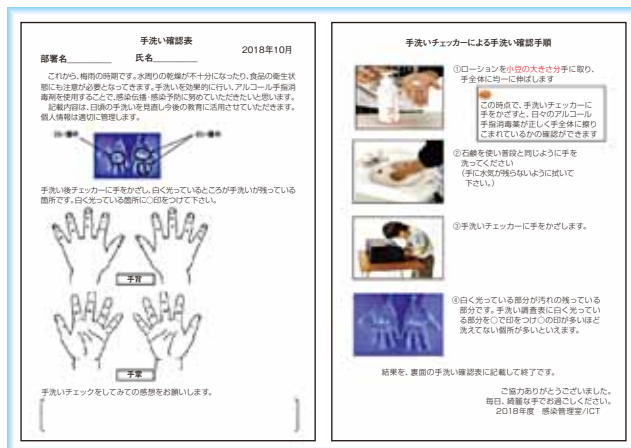 手洗い確認表
2018年10月
部署名 氏名
これから、梅雨の時期です。水周りの乾燥が不十分になったり、食品の衛生状
態にも注意が必要となってきます。手洗いを効果的に行い、アルコール手指消
毒剤を使用することで、感染伝播・感染予防に努めていただきたいと思います。
記載内容は、日頃の手洗いを見直し今後の教育に活用させていただきます。
個人情報は適切に管理します。
手洗い後チェッカーに手をかざし、白く光っているところが手洗いが残っている
箇所です。白く光っている箇所に○印をつけて下さい。
手背
手掌
手洗いチェックをしてみての感想をお願いします。
手洗いチェッカーによる手洗い確認手順
①ローションを小豆の大きさ分手に取り、
手全体に均一に伸ばします
この時点で、手洗いチェッカーに
手をかざすと、日々のアルコール
手指消毒薬が正しく手全体に擦り
こまれているかの確認ができます
②石鹸を使い普段と同じように手を
洗ってください
(手に水気が残らないように拭いて
下さい。)
③手洗いチェッカーに手をかざします。
④白く光っている部分が汚れの残っている
部分です。手洗い調査表に白く光ってい
る部分を○で印をつけ○の印が多いほど
洗えてない個所が多いといえます。
結果を、裏面の手洗い確認表に記載して終了です。
ご協力ありがとうございました。
毎日、綺麗な手でお過ごしください。
2018年度 感染管理室/ICT